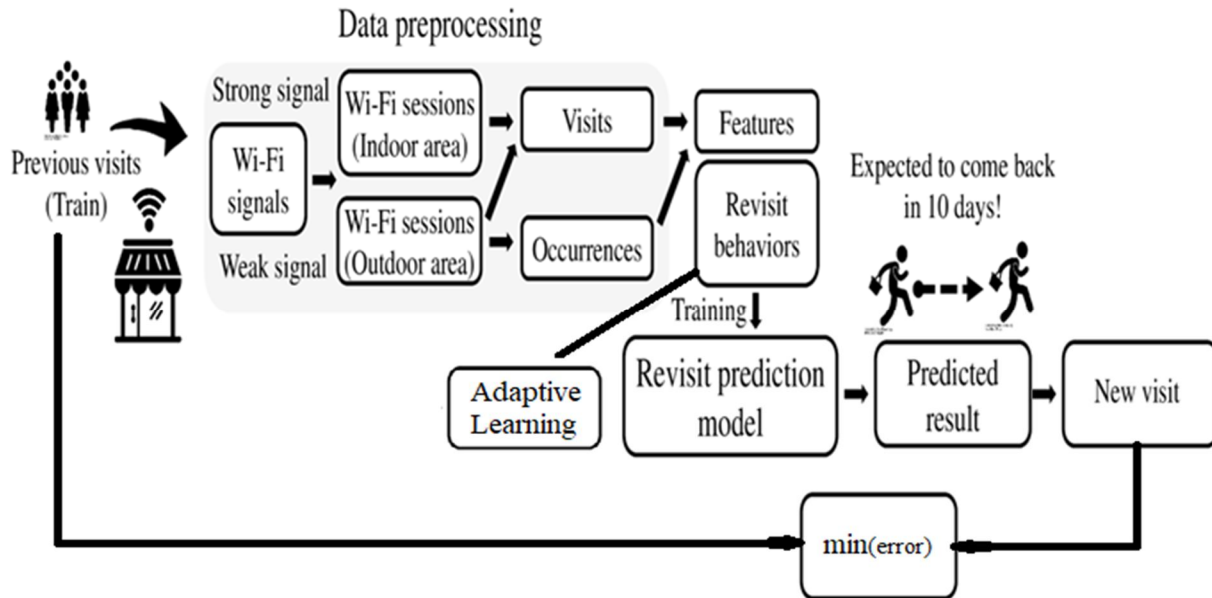 Data preprocessing
Previous visits
(Train)
Strong signal
Wi-Fi
signals
Weak signal
Wi-Fi sessions
(Indoor area)
Wi-Fi sessions
(Outdoor area)
Visits
Occurrences
Features
Revisit
behaviors
Training
Adaptive
Learning
Revisit prediction
model
Expected to come back
in 10 days!
Predicted
result
New visit
min(error)